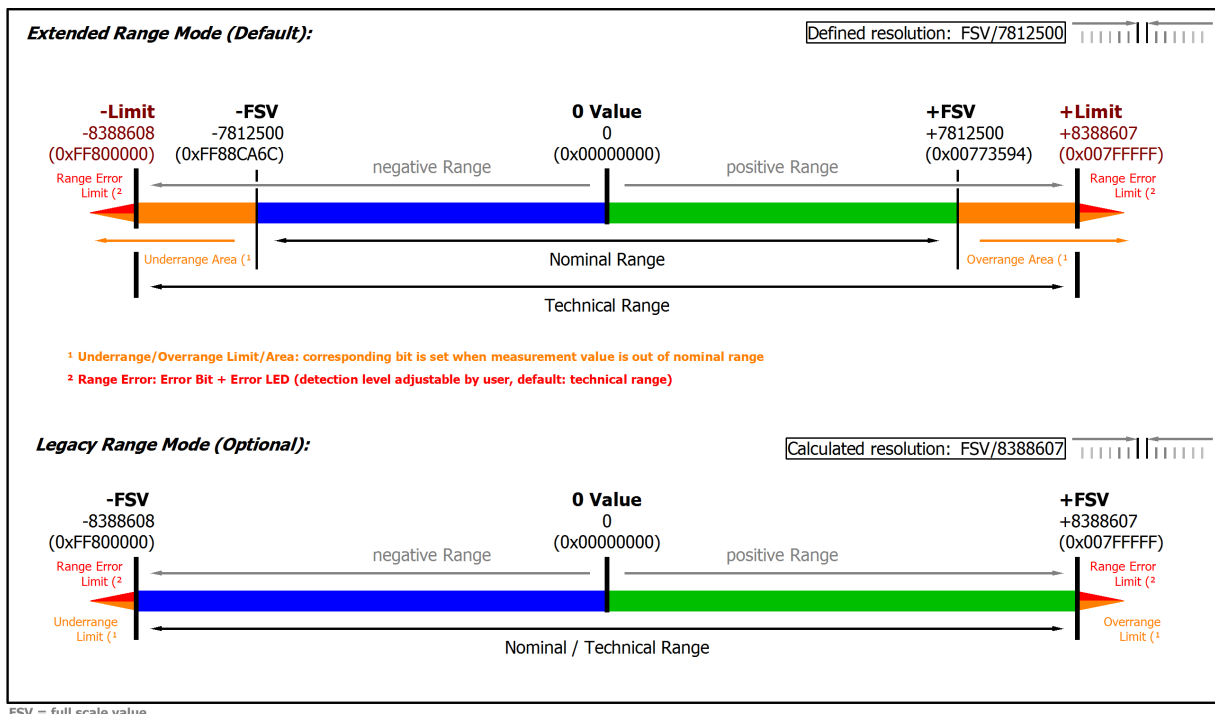 Extended Range Mode (Default):
Defined resolution: FSV/7812500
-Limit
-8388608
(0xFF800000)
-FSV
-7812500
(0xFF88CA6C)
0 Value
0
(0x00000000)
+FSV
+7812500
(0x00773594)
+Limit
+8388607
(0x007FFFFF)
negative Range
positive Range
Range Error
Limit (²
Range Error
Limit (²
Underrange Area (¹
Nominal Range
Overrange Area (¹
Technical Range
¹ Underrange/Overrange Limit/Area: corresponding bit is set when measurement value is out of nominal range
² Range Error: Error Bit + Error LED (detection level adjustable by user, default: technical range)
Legacy Range Mode (Optional):
Calculated resolution: FSV/8388607
-FSV
-8388608
(0xFF800000)
0 Value
0
(0x00000000)
+FSV
+8388607
(0x007FFFFF)
negative Range
positive Range
Range Error
Limit (²
Range Error
Limit (²
Underrange
Limit (¹
Overrange
Limit (¹
Nominal / Technical Range
FSV = full scale value